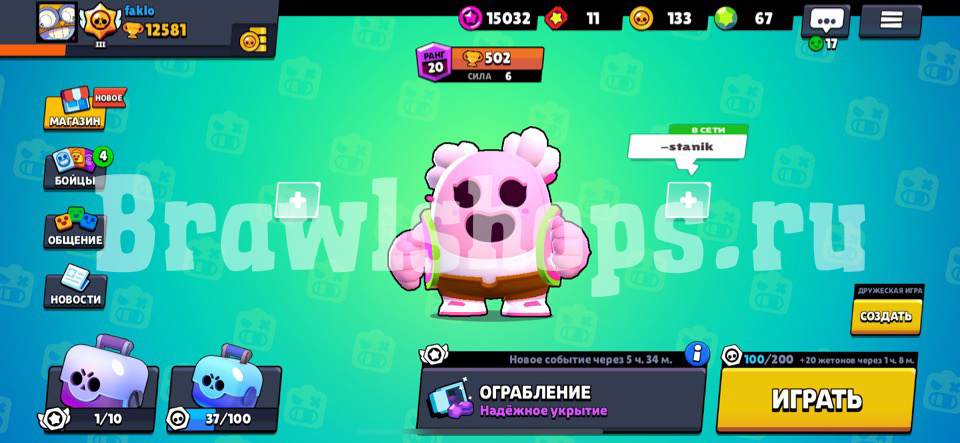 faklo
12581
III
15032
11
133
67
17
РАНГ
20
502
СИЛА 6
НОВОЕ
МАГАЗИН
В СЕТИ
--stanik
4
БОЙЦЫ
Brawlshops.ru
ОБЩЕНИЕ
НОВОСТИ
ДРУЖЕСКАЯ ИГРА
СОЗДАТЬ
1/10
37/100
Новое событие через 5 ч. 34 м.
i
ОГРАБЛЕНИЕ
Надёжное укрытие
100/200 +20 жетонов через 1 ч. 8 м.
ИГРАТЬ